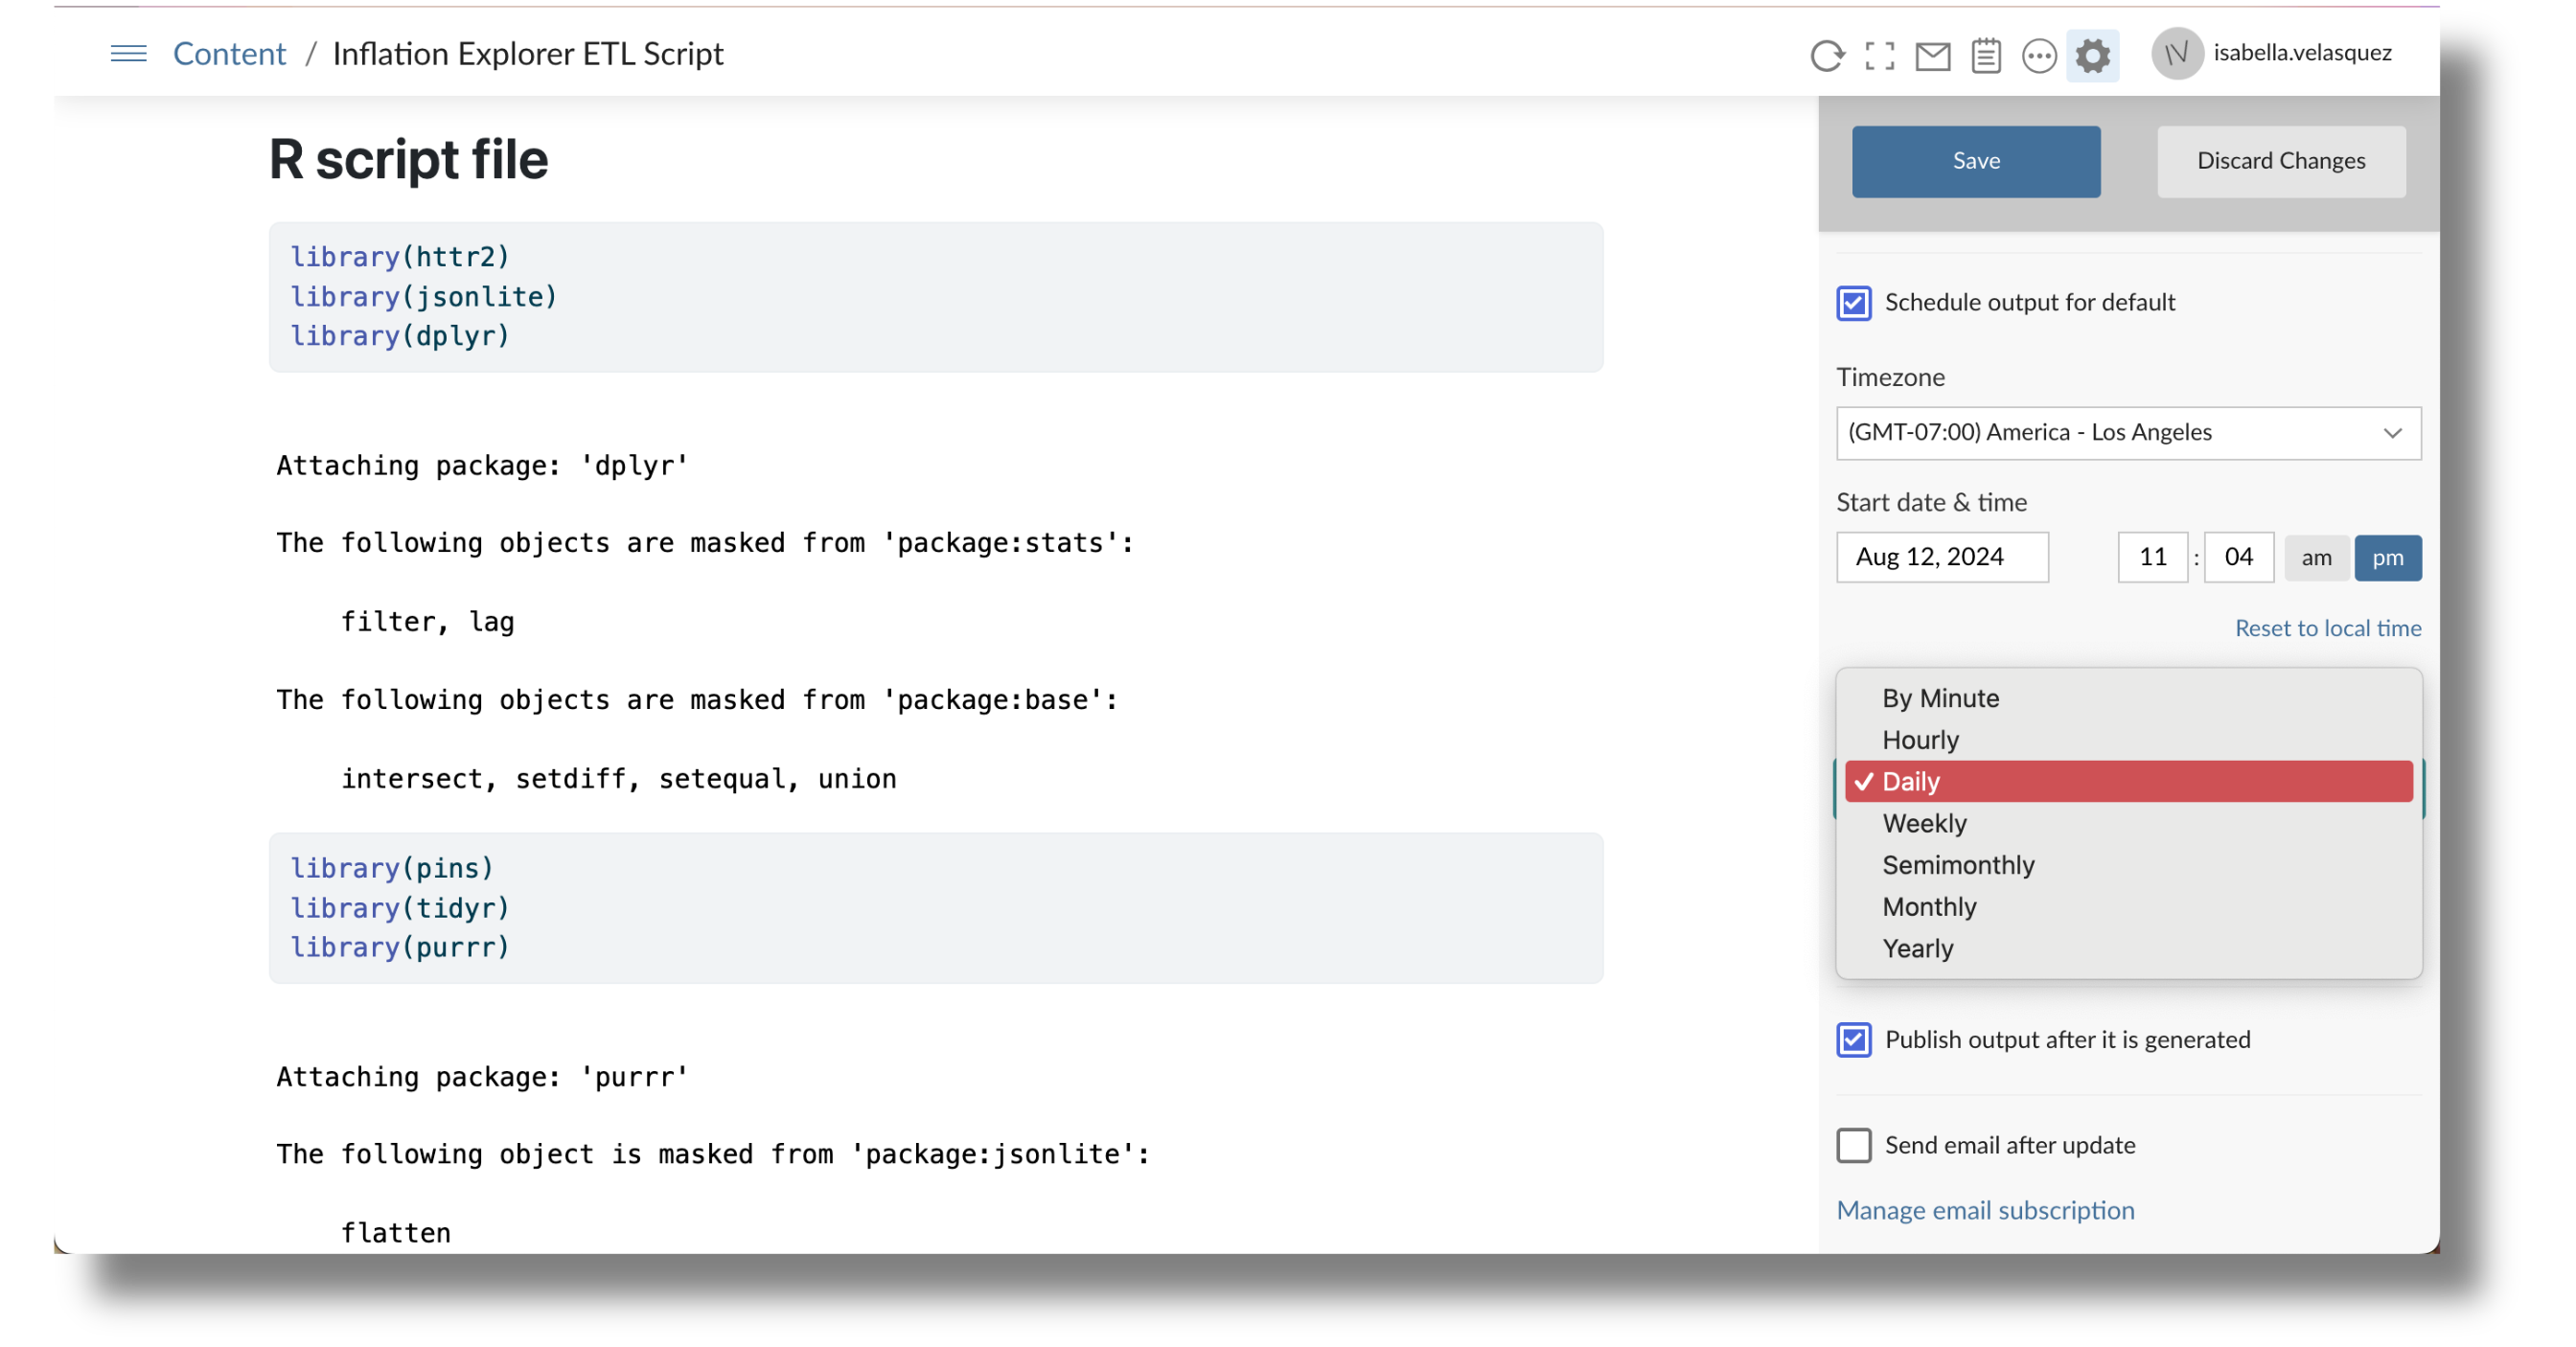 Content / Inflation Explorer ETL Script
IV isabella.velasquez
R script file
library(httr2)
library(jsonlite)
library(dplyr)
Attaching package: 'dplyr'
The following objects are masked from 'package:stats':
filter, lag
The following objects are masked from 'package:base':
intersect, setdiff, setequal, union
library(pins)
library(tidyr)
library(purrr)
Attaching package: 'purrr'
The following object is masked from 'package:jsonlite':
flatten
Save Discard Changes
Schedule output for default
Timezone
(GMT-07:00) America - Los Angeles
Start date & time
Aug 12, 2024 11 : 04 am pm
Reset to local time
By Minute
Hourly
✓ Daily
Weekly
Semimonthly
Monthly
Yearly
Publish output after it is generated
Send email after update
Manage email subscription